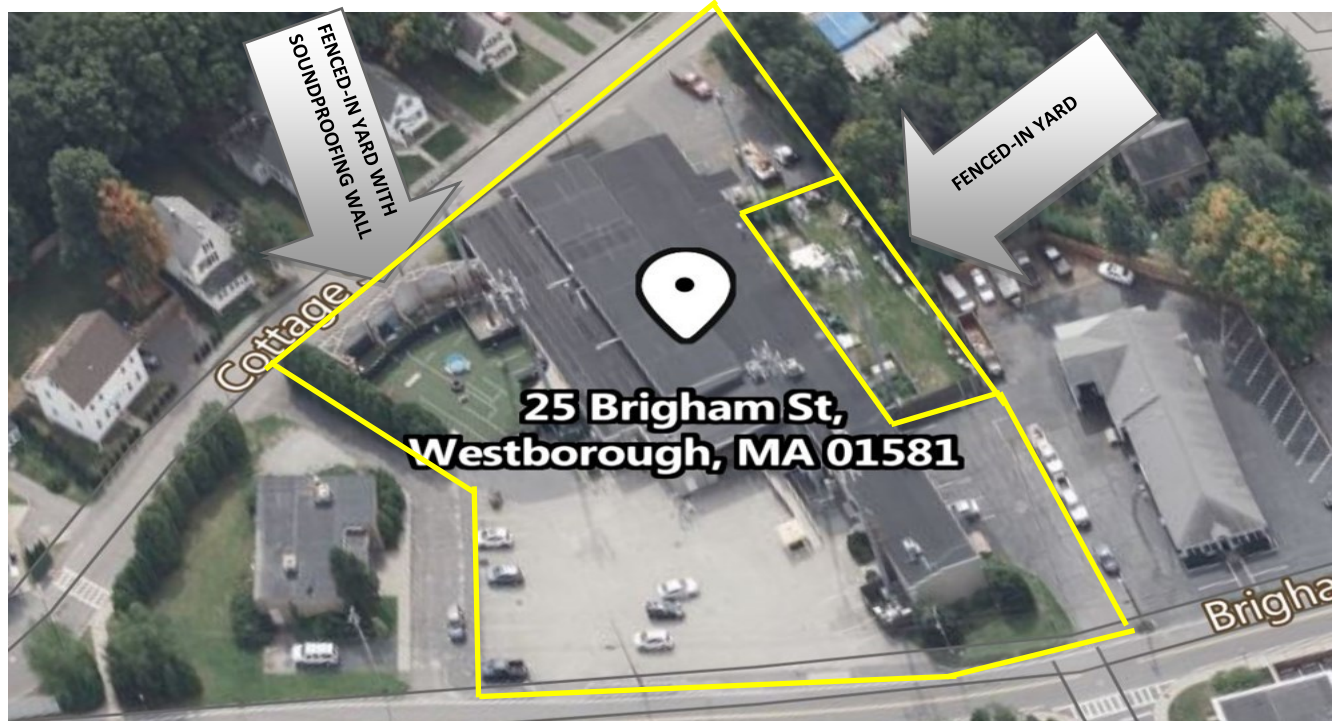 FENCED-IN YARD WITH
SOUNDPROOFING WALL
FENCED-IN YARD
Cottage
25 Brigham St,
Westborough, MA 01581
Brigha